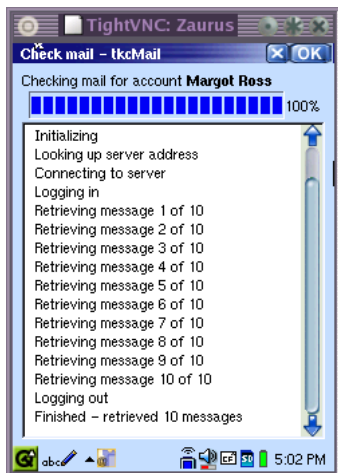 TightVNC: Zaurus
Check mail – tkcMail
OK
Checking mail for account Margot Ross
100%
Initializing
Looking up server address
Connecting to server
Logging in
Retrieving message 1 of 10
Retrieving message 2 of 10
Retrieving message 3 of 10
Retrieving message 4 of 10
Retrieving message 5 of 10
Retrieving message 6 of 10
Retrieving message 7 of 10
Retrieving message 8 of 10
Retrieving message 9 of 10
Retrieving message 10 of 10
Logging out
Finished – retrieved 10 messages
abc CF SD 5:02 PM